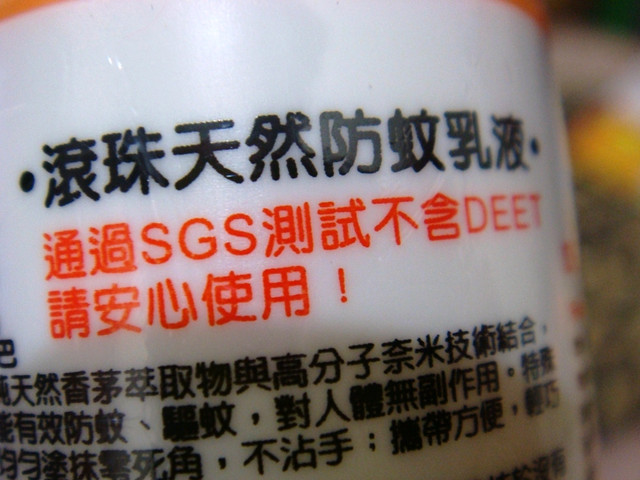 ·滾珠天然防蚊乳液·
通過SGS測試不含DEET
請安心使用！
天然香茅萃取物與高分子奈米技術結合，
能有效防蚊、驅蚊，對人體無副作用。特殊
均勻塗抹零死角，不沾手；攜帶方便，輕巧